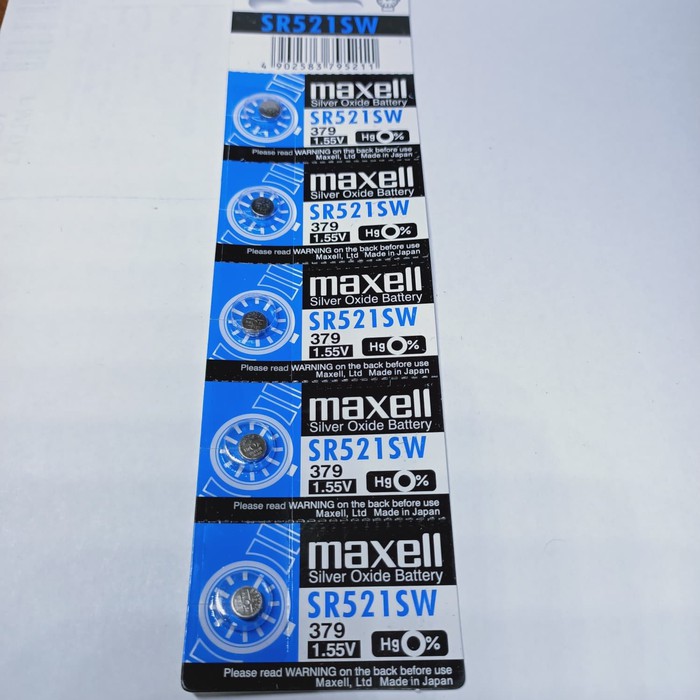 SR521SW
4 902583 795211
maxell
Silver Oxide Battery
SR521SW
379
1.55V Hg0%
Please read WARNING on the back before use
Maxell, Ltd Made in Japan
maxell
Silver Oxide Battery
SR521SW
379
1.55V Hg0%
Please read WARNING on the back before use
Maxell, Ltd Made in Japan
maxell
Silver Oxide Battery
SR521SW
379
1.55V Hg0%
Please read WARNING on the back before use
Maxell, Ltd Made in Japan
maxell
Silver Oxide Battery
SR521SW
379
1.55V Hg0%
Please read WARNING on the back before use
Maxell, Ltd Made in Japan
maxell
Silver Oxide Battery
SR521SW
379
1.55V Hg0%
Please read WARNING on the back before use
Maxell, Ltd Made in Japan